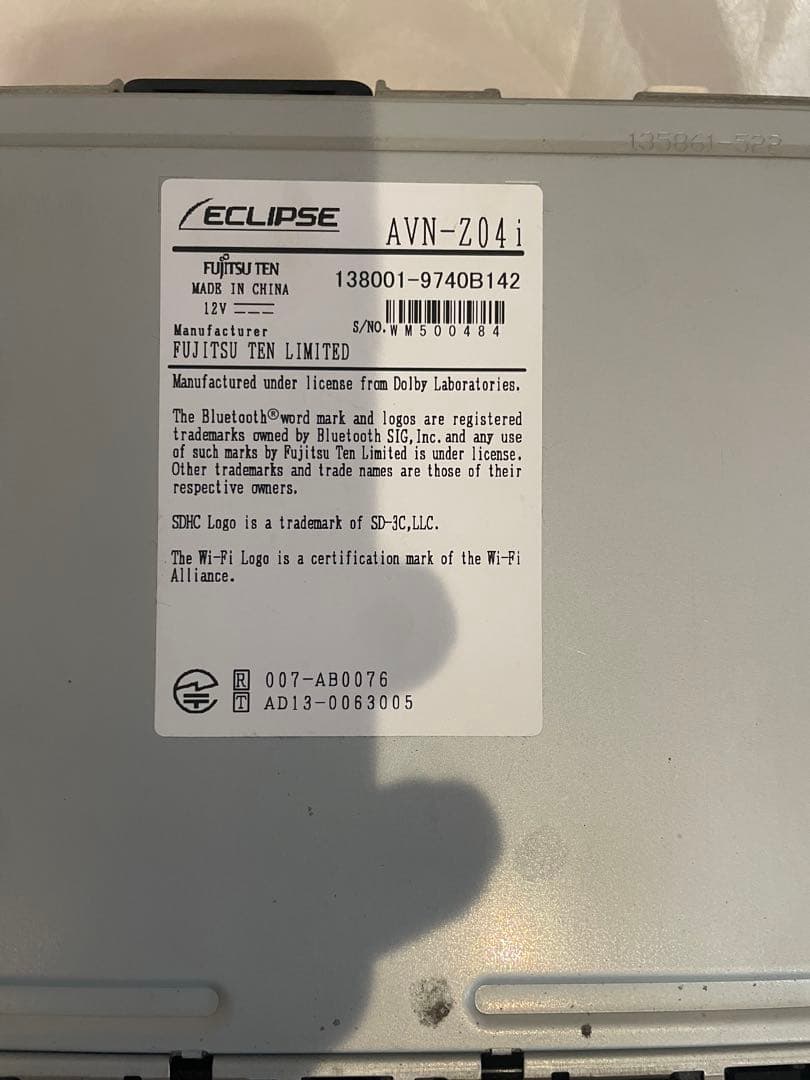 135861-522
ECLIPSE
AVN-Z04i
FUJITSU TEN
138001-9740B142
MADE IN CHINA
12V
S/NO. WM500484
Manufacturer
FUJITSU TEN LIMITED
Manufactured under license from Dolby Laboratories.
The Bluetooth® word mark and logos are registered
trademarks owned by Bluetooth SIG, Inc. and any use
of such marks by Fujitsu Ten Limited is under license.
Other trademarks and trade names are those of their
respective owners.
SDHC Logo is a trademark of SD-3C, LLC.
The Wi-Fi Logo is a certification mark of the Wi-Fi
Alliance.
R 007-AB0076
T AD13-0063005